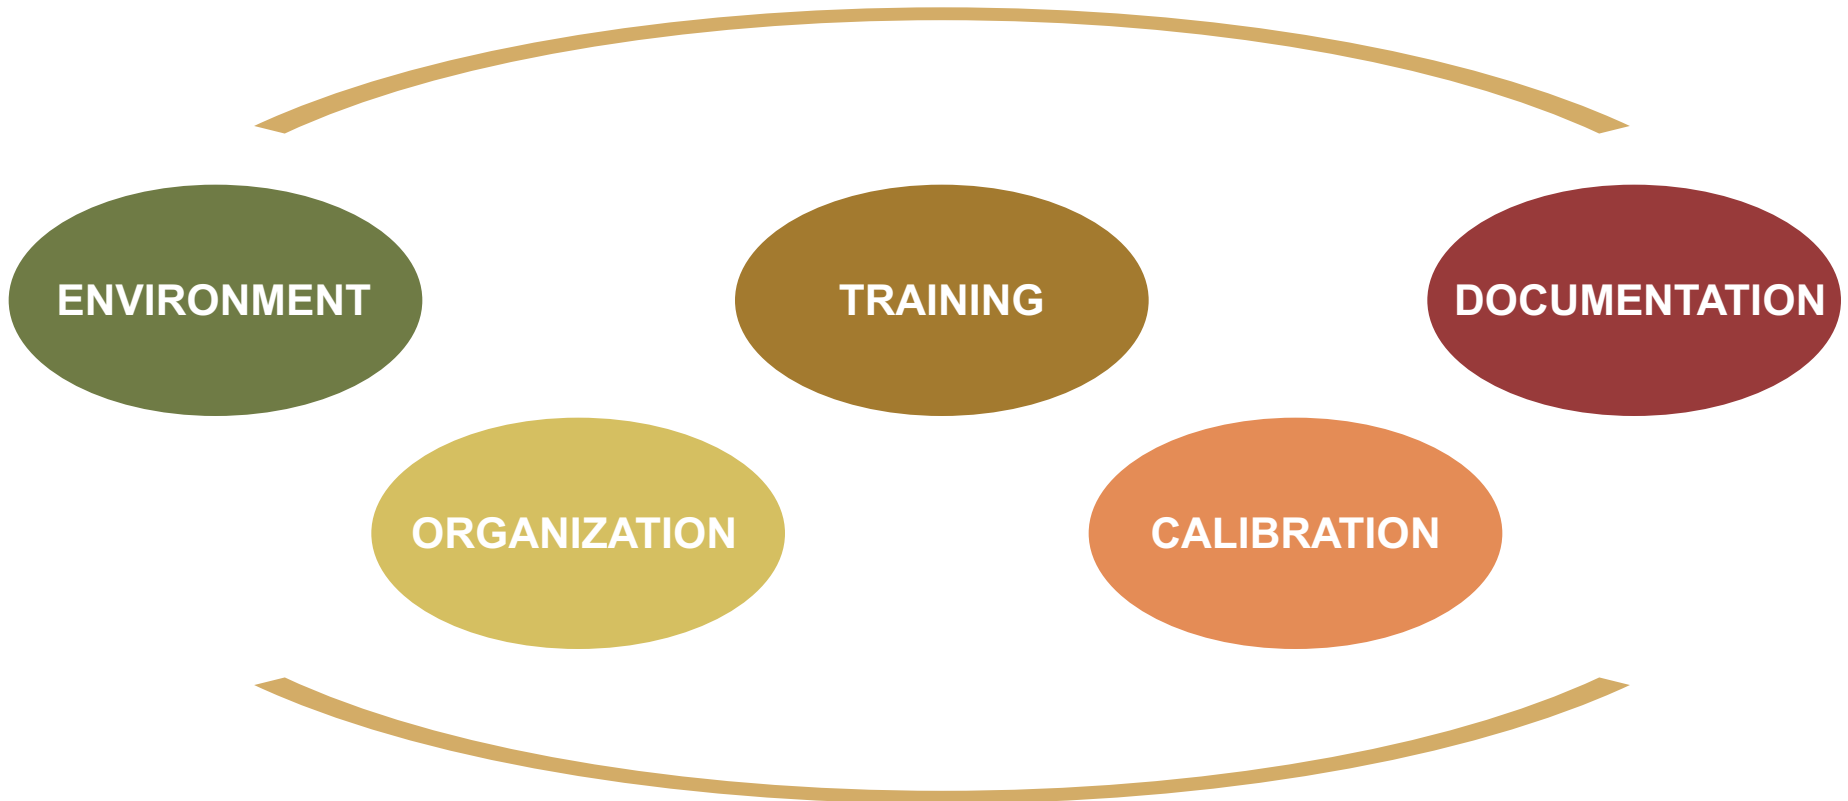 ENVIRONMENT
TRAINING
DOCUMENTATION
ORGANIZATION
CALIBRATION